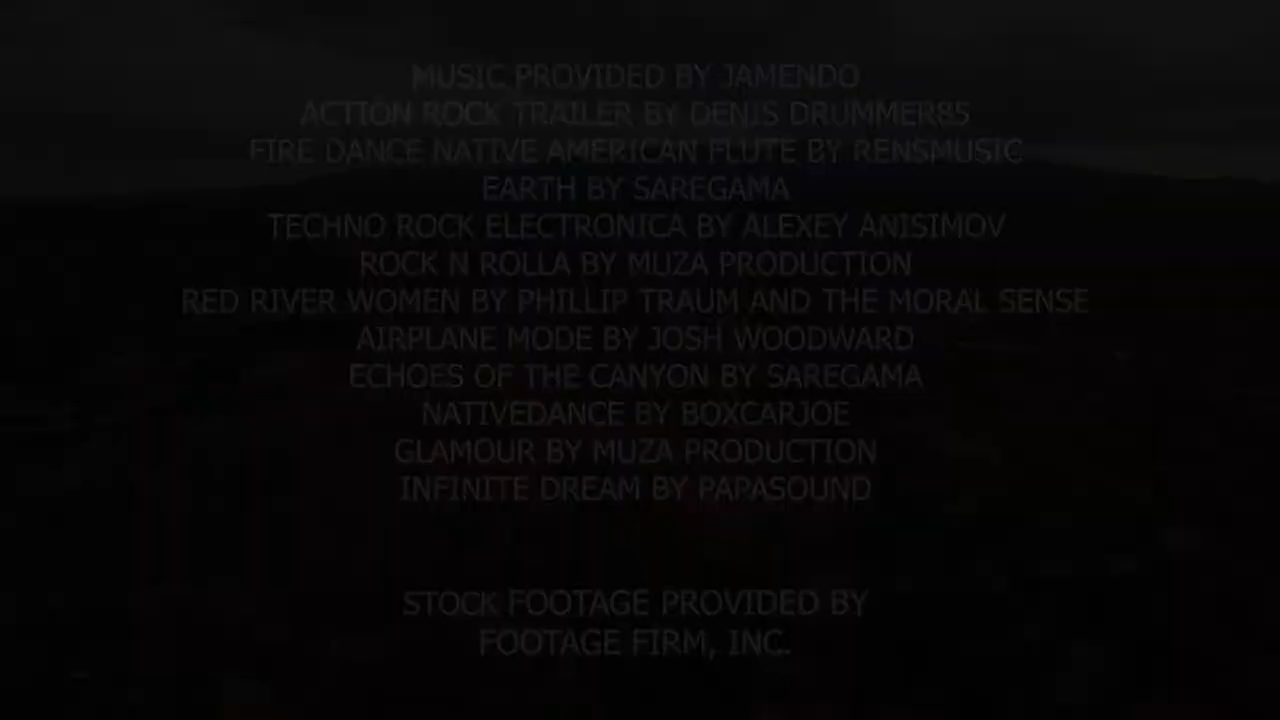 MUSIC PROVIDED BY JAMENDO
ACTION ROCK TRAILER BY DENIS DRUMMER85
FIRE DANCE NATIVE AMERICAN FLUTE BY RENSMUSIC
EARTH BY SAREGAMA
TECHNO ROCK ELECTRONICA BY ALEXEY ANISIMOV
ROCK N ROLLA BY MUZA PRODUCTION
RED RIVER WOMEN BY PHILLIP TRAUM AND THE MORAL SENSE
AIRPLANE MODE BY JOSH WOODWARD
ECHOES OF THE CANYON BY SAREGAMA
NATIVEDANCE BY BOXCARJOE
GLAMOUR BY MUZA PRODUCTION
INFINITE DREAM BY PAPASOUND
STOCK FOOTAGE PROVIDED BY
FOOTAGE FIRM, INC.